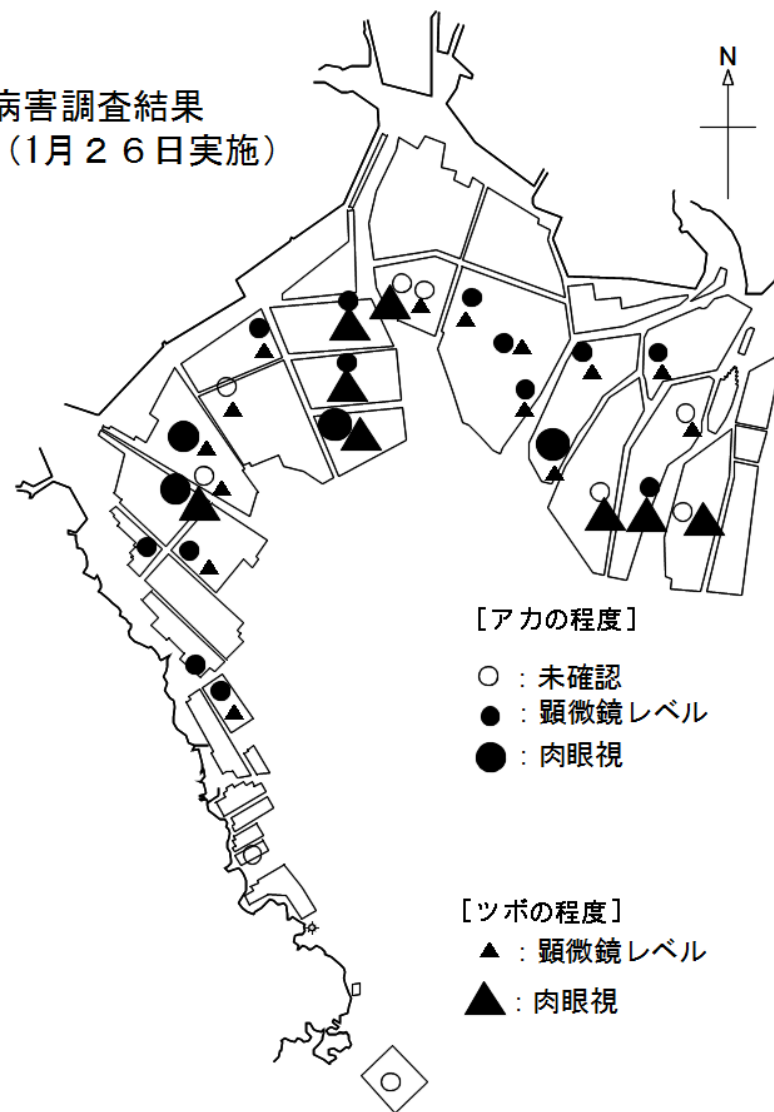 病害調査結果
（1月２６日実施）
N
［アカの程度］
○ ：未確認
● ：顕微鏡レベル
● ：肉眼視
［ツボの程度］
▲ ：顕微鏡レベル
▲ ：肉眼視